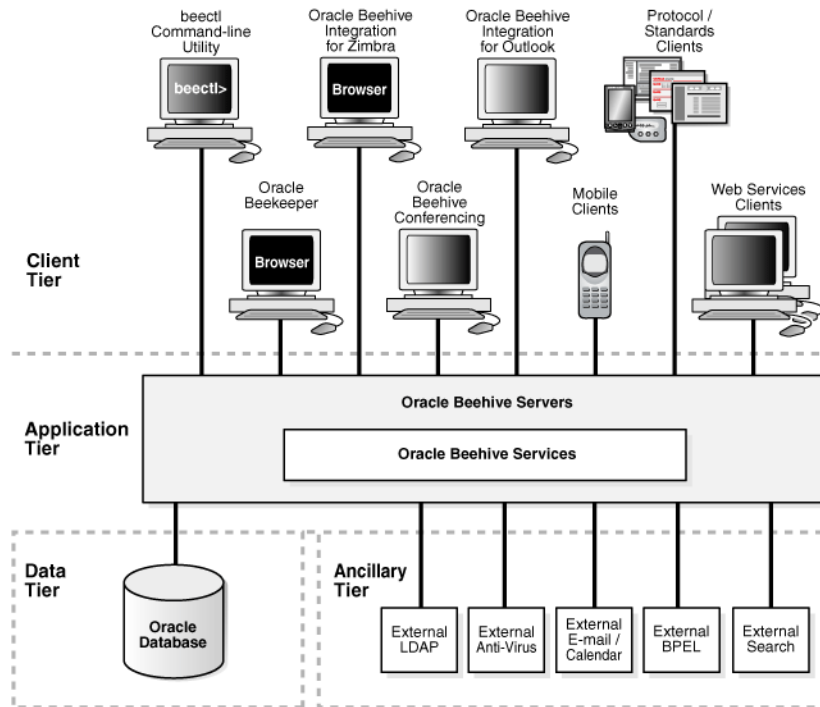 beectl
Command-line
Utility
Oracle Beehive
Integration
for Zimbra
Oracle Beehive
Integration
for Outlook
Protocol /
Standards
Clients
beectl>
Browser
Oracle
Beekeeper
Oracle
Beehive
Conferencing
Mobile
Clients
Web Services
Clients
Client
Tier
Browser
Application
Tier
Oracle Beehive Servers
Oracle Beehive Services
Data
Tier
Oracle
Database
Ancillary
Tier
External
LDAP
External
Anti-Virus
External
E-mail /
Calendar
External
BPEL
External
Search